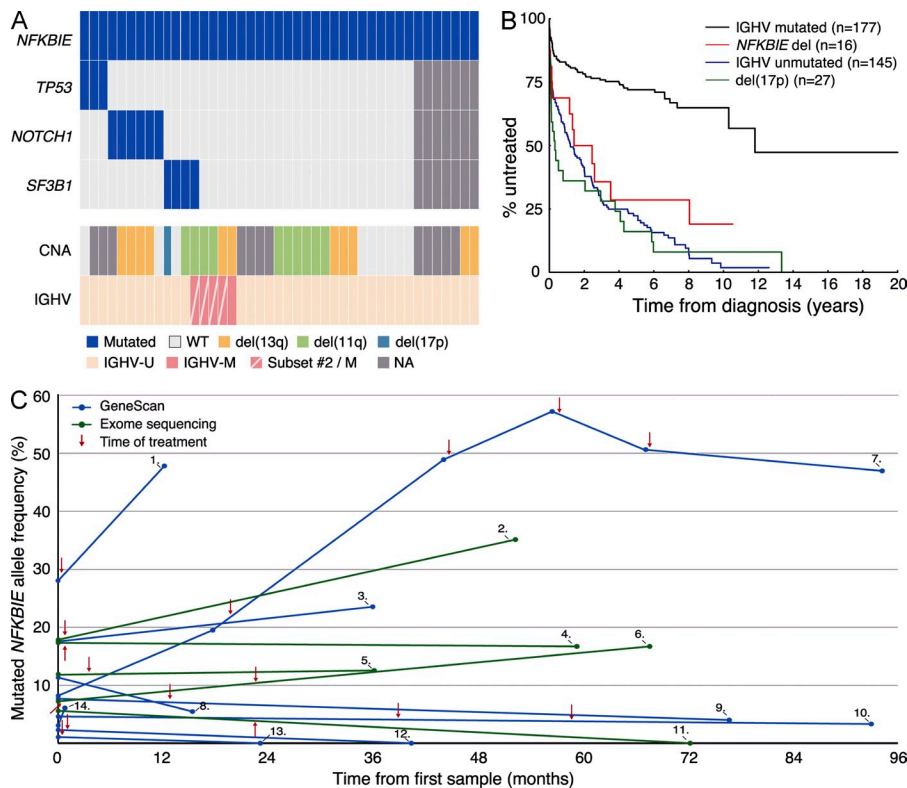 A
NFKBIE
TP53
NOTCH1
SF3B1
CNA
IGHV
Mutated WT del(13q) del(11q) del(17p)
IGHV-U IGHV-M Subset #2 / M NA
B
IGHV mutated (n=177)
NFKBIE del (n=16)
IGHV unmutated (n=145)
del(17p) (n=27)
% untreated
100
75
50
25
0
0 2 4 6 8 10 12 14 16 18 20
Time from diagnosis (years)
C
GeneScan
Exome sequencing
Time of treatment
Mutated NFKBIE allele frequency (%)
60
50
40
30
20
10
1.
2.
3.
4.
5.
6.
7.
8.
9.
10.
11.
12.
13.
14.
0 12 24 36 48 60 72 84 96
Time from first sample (months)